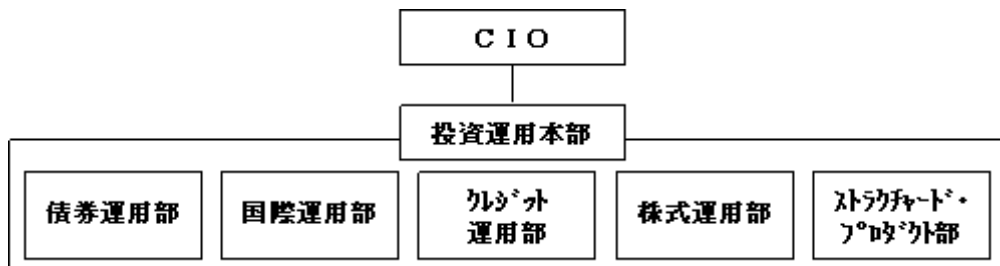 ＣＩＯ
投資運用本部
債券運用部
国際運用部
ｸﾚｼﾞｯﾄ
運用部
株式運用部
ｽﾄﾗｸﾁｬｰﾄﾞ・
ﾌﾟﾛﾀﾞｸﾄ部